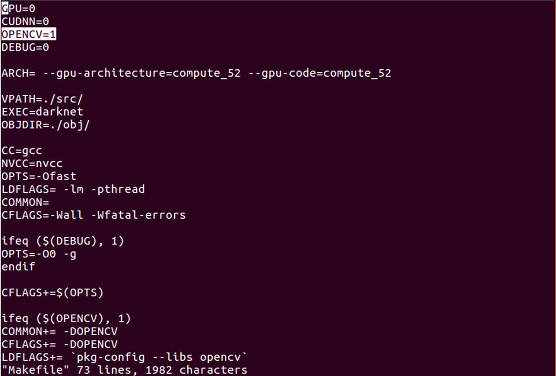 GPU=0
CUDNN=0
OPENCV=1
DEBUG=0
ARCH= --gpu-architecture=compute_52 --gpu-code=compute_52
VPATH=./src/
EXEC=darknet
OBJDIR=./obj/
CC=gcc
NVCC=nvcc
OPTS=-Ofast
LDFLAGS= -lm -pthread
COMMON=
CFLAGS=-Wall -Wfatal-errors
ifeq ($(DEBUG), 1)
OPTS=-O0 -g
endif
CFLAGS+=$(OPTS)
ifeq ($(OPENCV), 1)
COMMON+= -DOPENCV
CFLAGS+= -DOPENCV
LDFLAGS+= `pkg-config --libs opencv`
"Makefile" 73 lines, 1982 characters